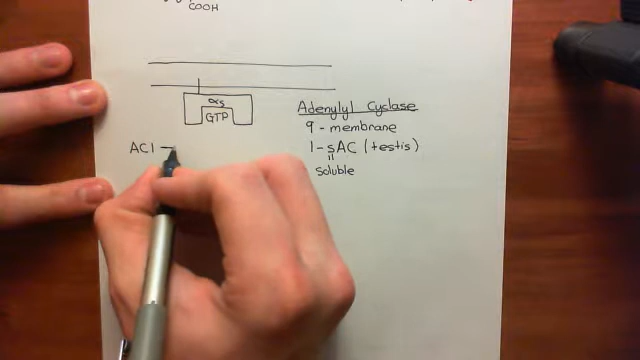 COOH
αs
GTP
Adenylyl Cyclase
9 - membrane
1 - sAC (testis)
soluble
AC1 -